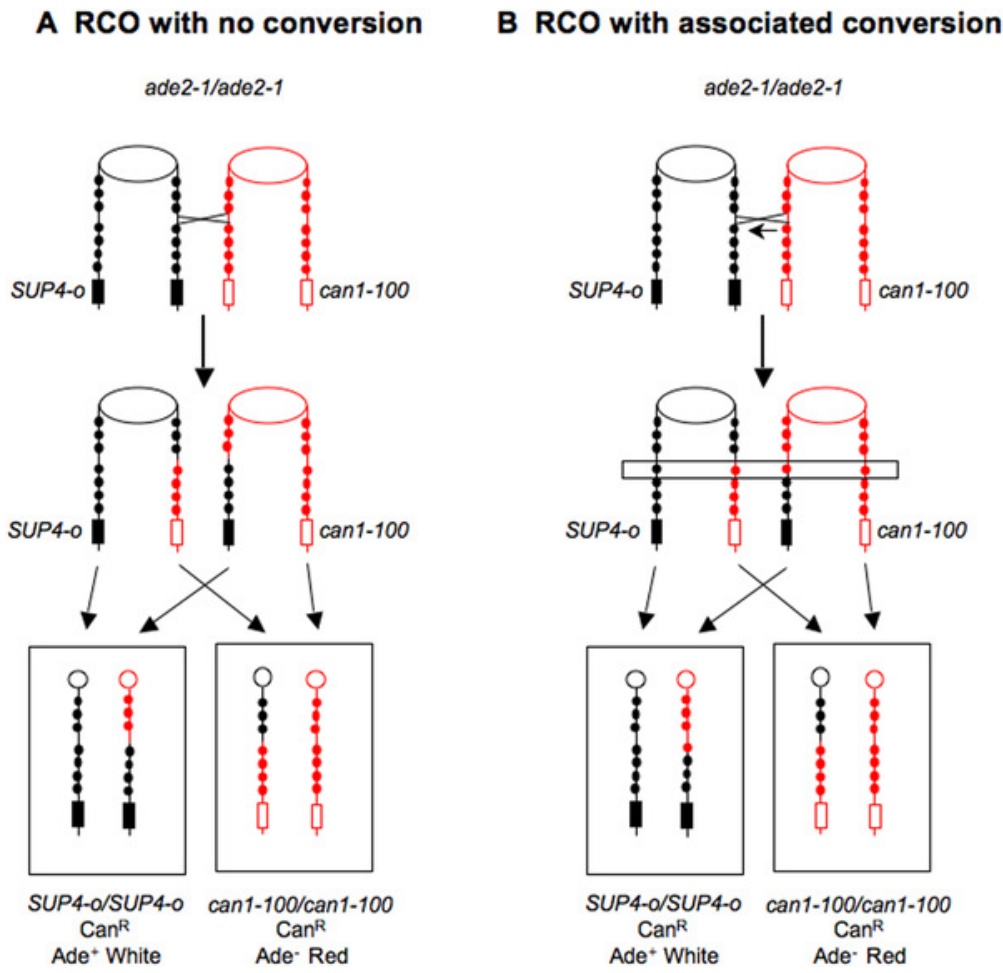 A RCO with no conversion
B RCO with associated conversion
ade2-1/ade2-1
ade2-1/ade2-1
SUP4-o
can1-100
SUP4-o
can1-100
SUP4-o
can1-100
SUP4-o
can1-100
SUP4-o/SUP4-o
CanR
Ade+ White
can1-100/can1-100
CanR
Ade- Red
SUP4-o/SUP4-o
CanR
Ade+ White
can1-100/can1-100
CanR
Ade- Red